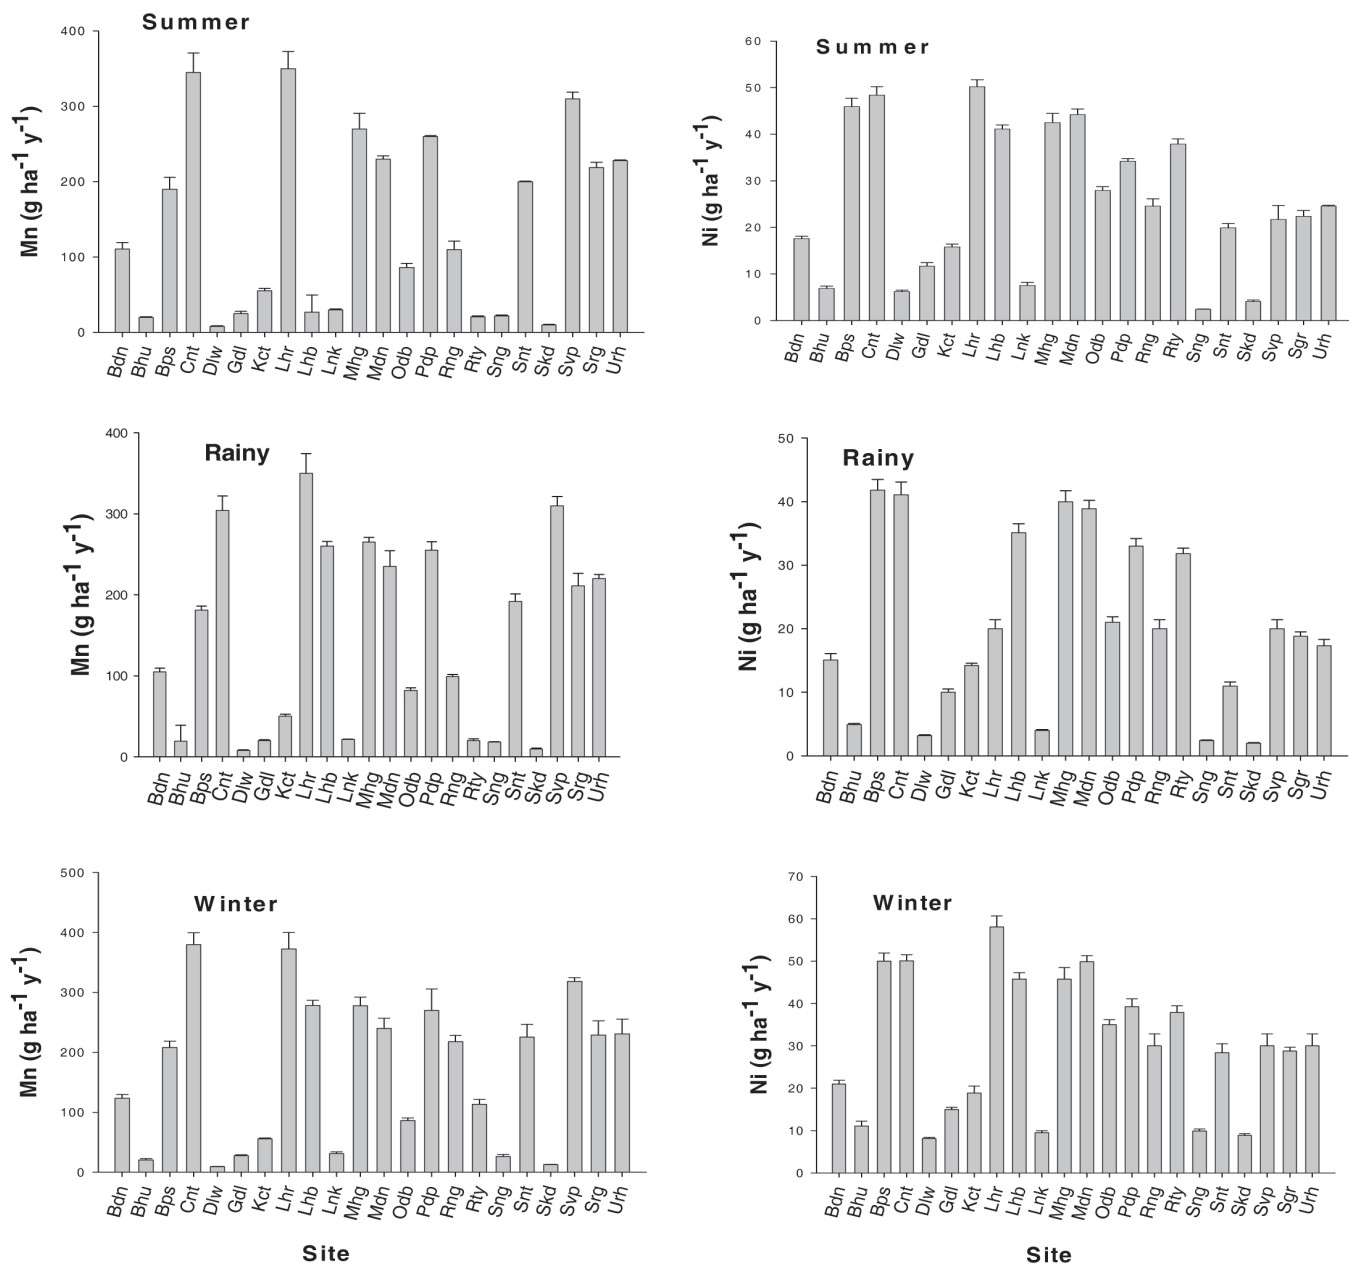 Summer
Mn (g ha-1 y-1)
400
300
200
100
0
Bdn Bhu Bps Cnt Dlw Gdl Kct Lhr Lhb Lnk Mhg Mdn Odb Pdp Rng Rty Sng Snt Skd Svp Srg Urh
Summer
Ni (g ha-1 y-1)
60
50
40
30
20
10
0
Bdn Bhu Bps Cnt Dlw Gdl Kct Lhr Lhb Lnk Mhg Mdn Odb Pdp Rng Rty Sng Snt Skd Svp Sgr Urh
Rainy
Mn (g ha-1 y-1)
400
300
200
100
0
Bdn Bhu Bps Cnt Dlw Gdl Kct Lhr Lhb Lnk Mhg Mdn Odb Pdp Rng Rty Sng Snt Skd Svp Srg Urh
Rainy
Ni (g ha-1 y-1)
50
40
30
20
10
0
Bdn Bhu Bps Cnt Dlw Gdl Kct Lhr Lhb Lnk Mhg Mdn Odb Pdp Rng Rty Sng Snt Skd Svp Sgr Urh
Winter
Mn (g ha-1 y-1)
500
400
300
200
100
0
Bdn Bhu Bps Cnt Dlw Gdl Kct Lhr Lhb Lnk Mhg Mdn Odb Pdp Rng Rty Sng Snt Skd Svp Srg Urh
Site
Winter
Ni (g ha-1 y-1)
70
60
50
40
30
20
10
0
Bdn Bhu Bps Cnt Dlw Gdl Kct Lhr Lhb Lnk Mhg Mdn Odb Pdp Rng Rty Sng Snt Skd Svp Sgr Urh
Site